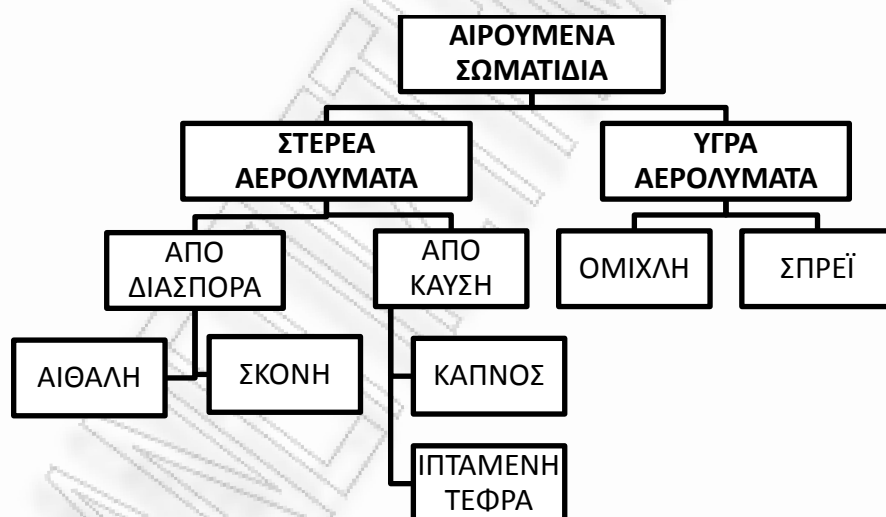 ΑΙΡΟΥΜΕΝΑ
ΣΩΜΑΤΙΔΙΑ
ΣΤΕΡΕΑ
ΑΕΡΟΛΥΜΑΤΑ
ΥΓΡΑ
ΑΕΡΟΛΥΜΑΤΑ
ΑΠΟ
ΔΙΑΣΠΟΡΑ
ΑΠΟ
ΚΑΥΣΗ
ΟΜΙΧΛΗ
ΣΠΡΕΪ
ΑΙΘΑΛΗ
ΣΚΟΝΗ
ΚΑΠΝΟΣ
ΙΠΤΑΜΕΝΗ
ΤΕΦΡΑ